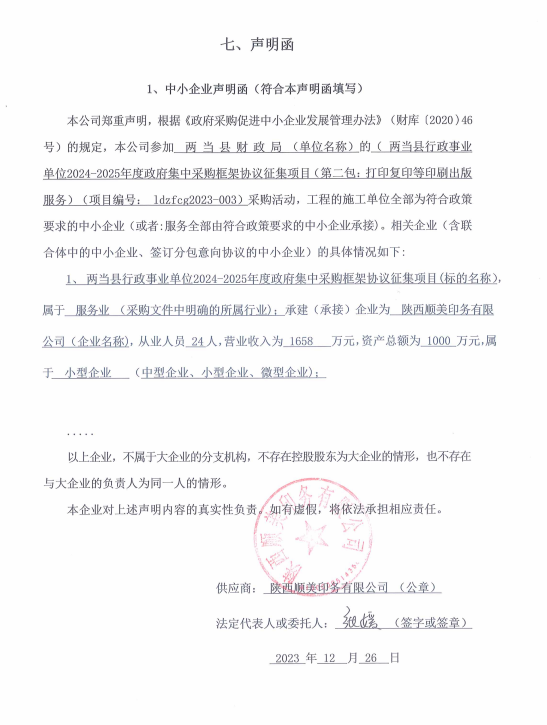 七、声明函
1、中小企业声明函（符合本声明函填写）
本公司郑重声明，根据《政府采购促进中小企业发展管理办法》（财库〔2020〕46
号）的规定，本公司参加 两当县财政局（单位名称）的（ 两当县行政事业
单位2024-2025年度政府集中采购框架协议征集项目（第二包：打印复印等印刷出版
服务）（项目编号： ldzfcg2023-003）采购活动，工程的施工单位全部为符合政策
要求的中小企业（或者:服务全部由符合政策要求的中小企业承接）。相关企业（含联
合体中的中小企业、签订分包意向协议的中小企业）的具体情况如下:
1、 两当县行政事业单位2024-2025年度政府集中采购框架协议征集项目(标的名称)，
属于 服务业 （采购文件中明确的所属行业)；承建（承接）企业为 陕西顺美印务有限
公司（企业名称)，从业人员 24人，营业收入为 1658 万元，资产总额为 1000 万元，属
于 小型企业 （中型企业、小型企业、微型企业)；
.....
以上企业，不属于大企业的分支机构，不存在控股股东为大企业的情形，也不存在
与大企业的负责人为同一人的情形。
本企业对上述声明内容的真实性负责。如有虚假，将依法承担相应责任。
陕西顺美印务有限公司
供应商： 陕西顺美印务有限公司 （公章）
法定代表人或委托人： （签字或签章）
2023 年 12 月 26 日